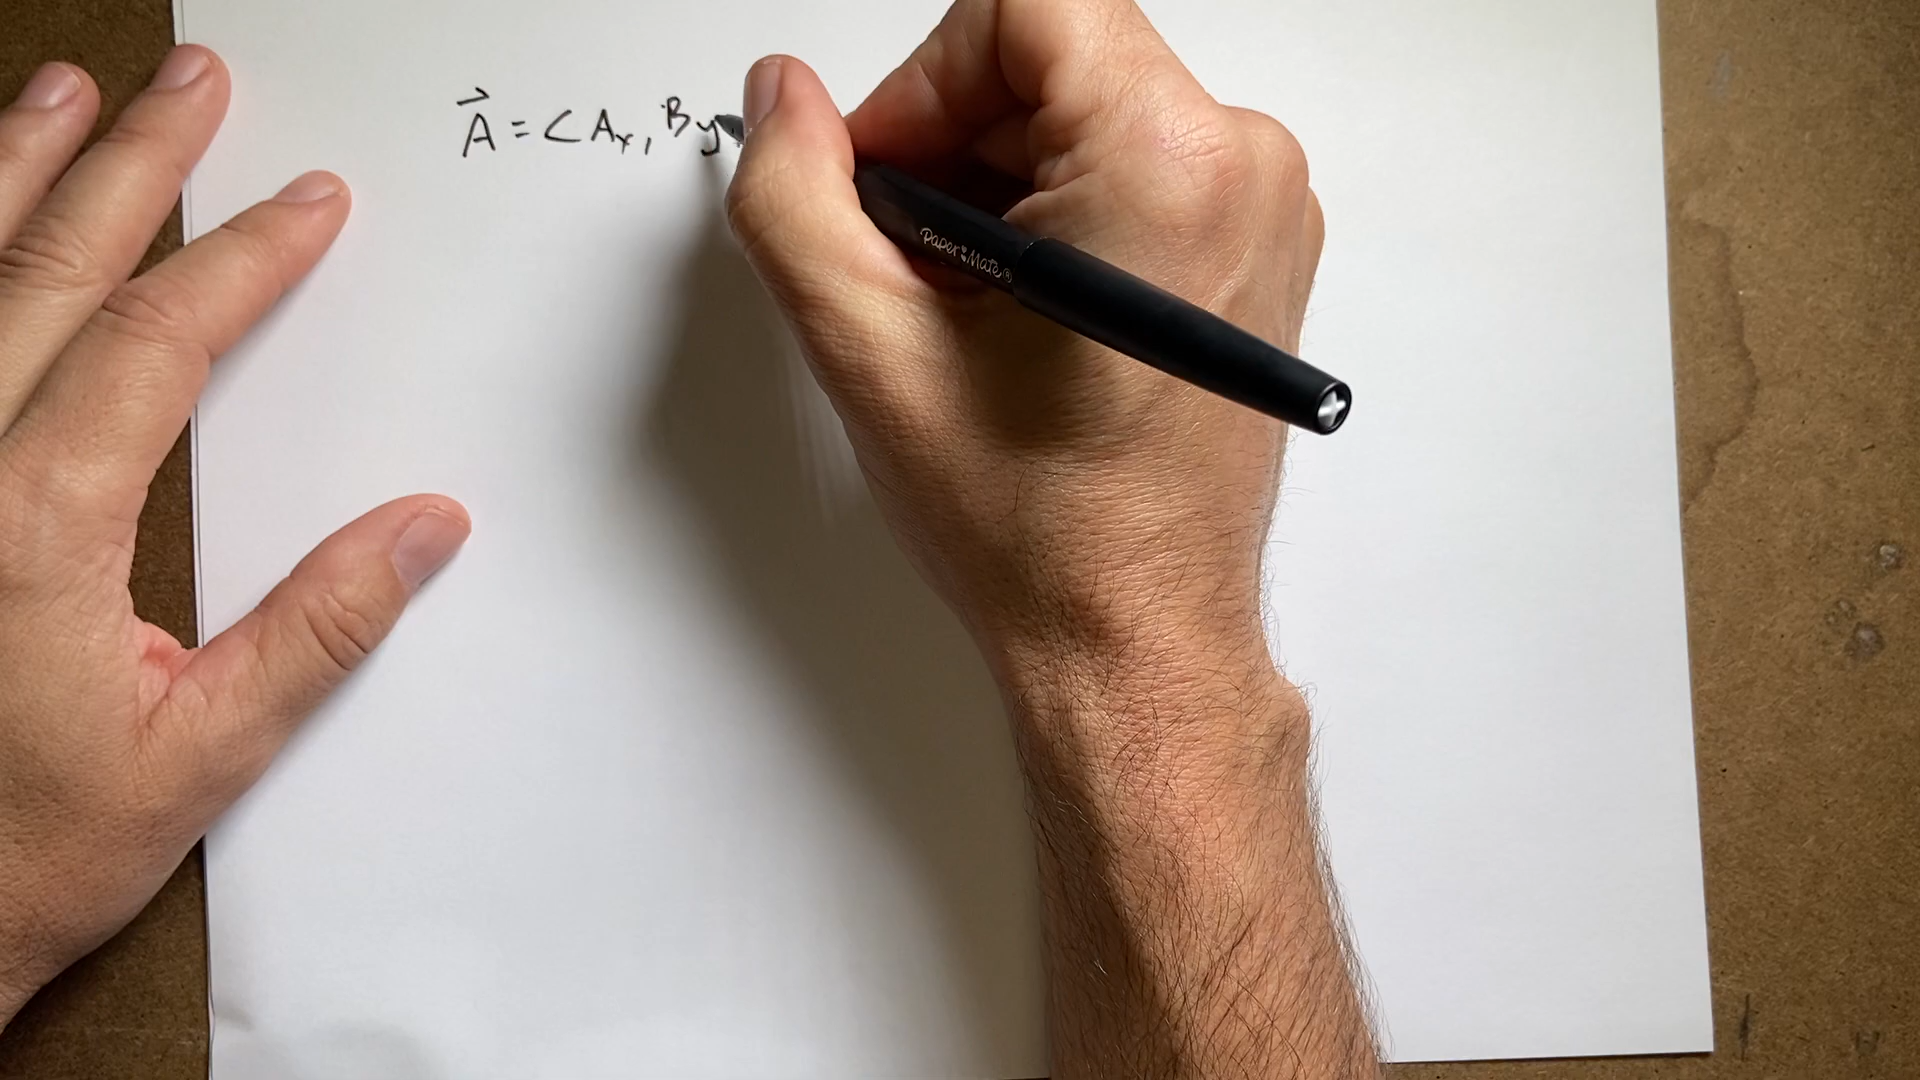 A⃗ = < Aₓ, By
Paper Mate®